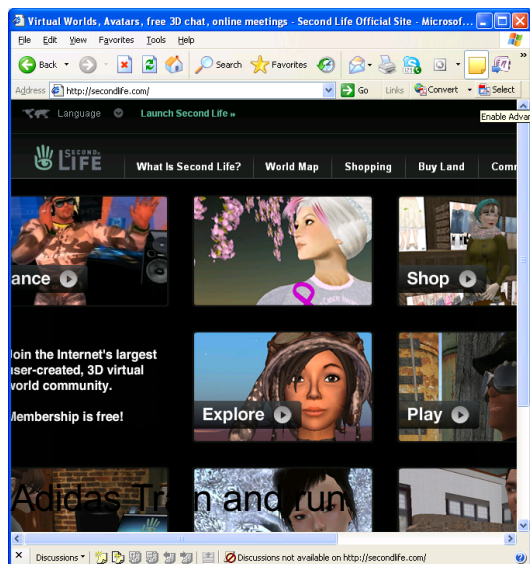 Virtual Worlds, Avatars, free 3D chat, online meetings - Second Life Official Site - Microsof...
File Edit View Favorites Tools Help
Back Search Favorites
Address http://secondlife.com/ Go Links Convert Select
Enable Advan
Language Launch Second Life »
SECOND LIFE What Is Second Life? World Map Shopping Buy Land Comm
ance Shop
Join the Internet's largest
user-created, 3D virtual
world community.
Membership is free!
Explore Play
Adidas Train and run
Discussions Discussions not available on http://secondlife.com/